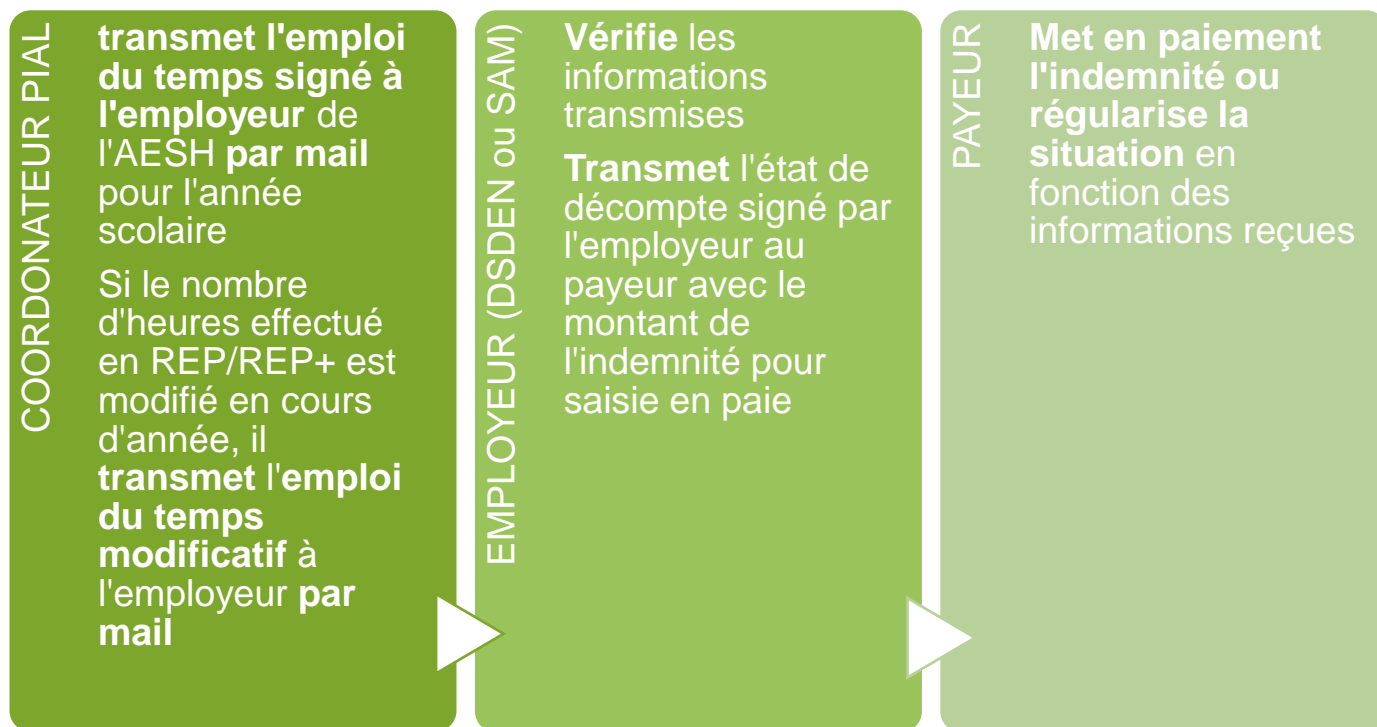 COORDONATEUR PIAL
transmet l'emploi
du temps signé à
l'employeur de
l'AESH par mail
pour l'année
scolaire
Si le nombre
d'heures effectué
en REP/REP+ est
modifié en cours
d'année, il
transmet l'emploi
du temps
modificatif à
l'employeur par
mail
EMPLOYEUR (DSDEN ou SAM)
Vérifie les
informations
transmises
Transmet l'état de
décompte signé par
l'employeur au
payeur avec le
montant de
l'indemnité pour
saisie en paie
PAYEUR
Met en paiement
l'indemnité ou
régularise la
situation en
fonction des
informations reçues